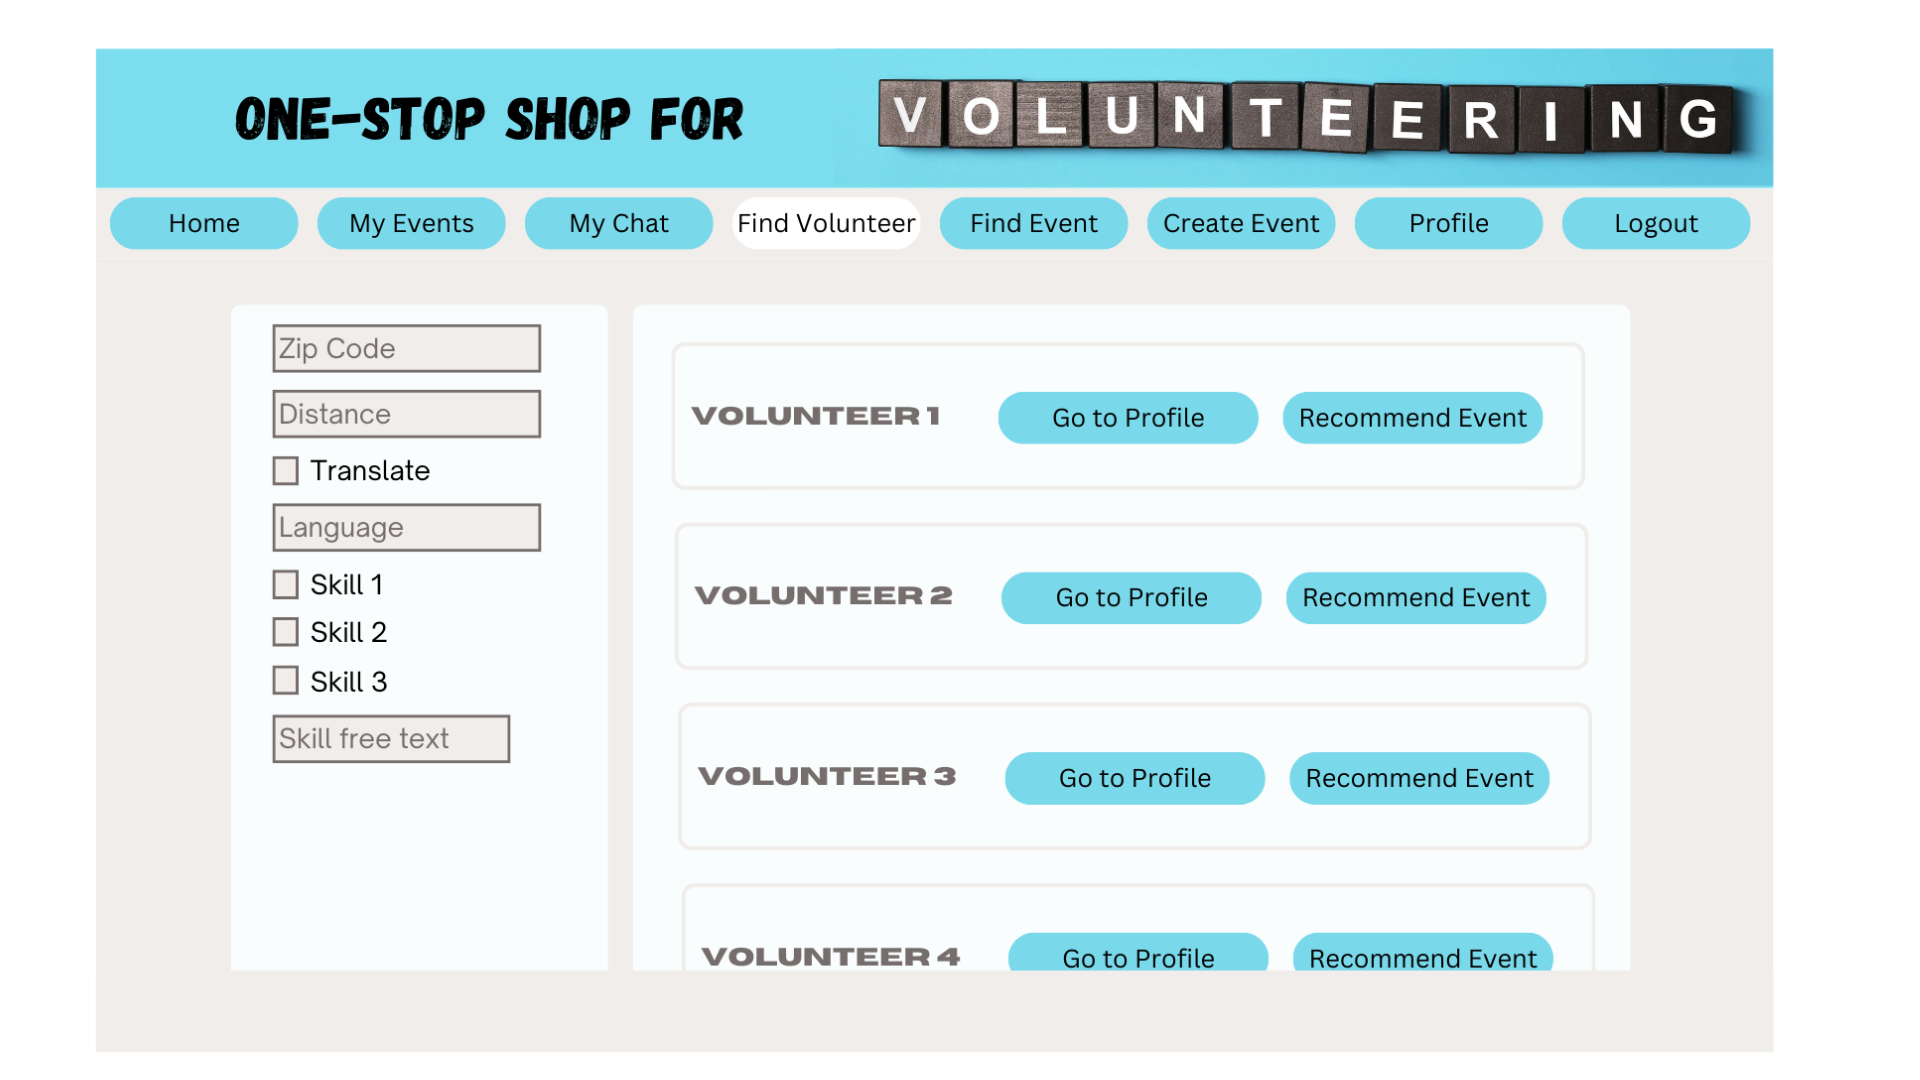 ONE-STOP SHOP FOR VOLUNTEERING
Home My Events My Chat Find Volunteer Find Event Create Event Profile Logout
Zip Code
Distance
Translate
Language
Skill 1
Skill 2
Skill 3
Skill free text
VOLUNTEER 1 Go to Profile Recommend Event
VOLUNTEER 2 Go to Profile Recommend Event
VOLUNTEER 3 Go to Profile Recommend Event
VOLUNTEER 4 Go to Profile Recommend Event